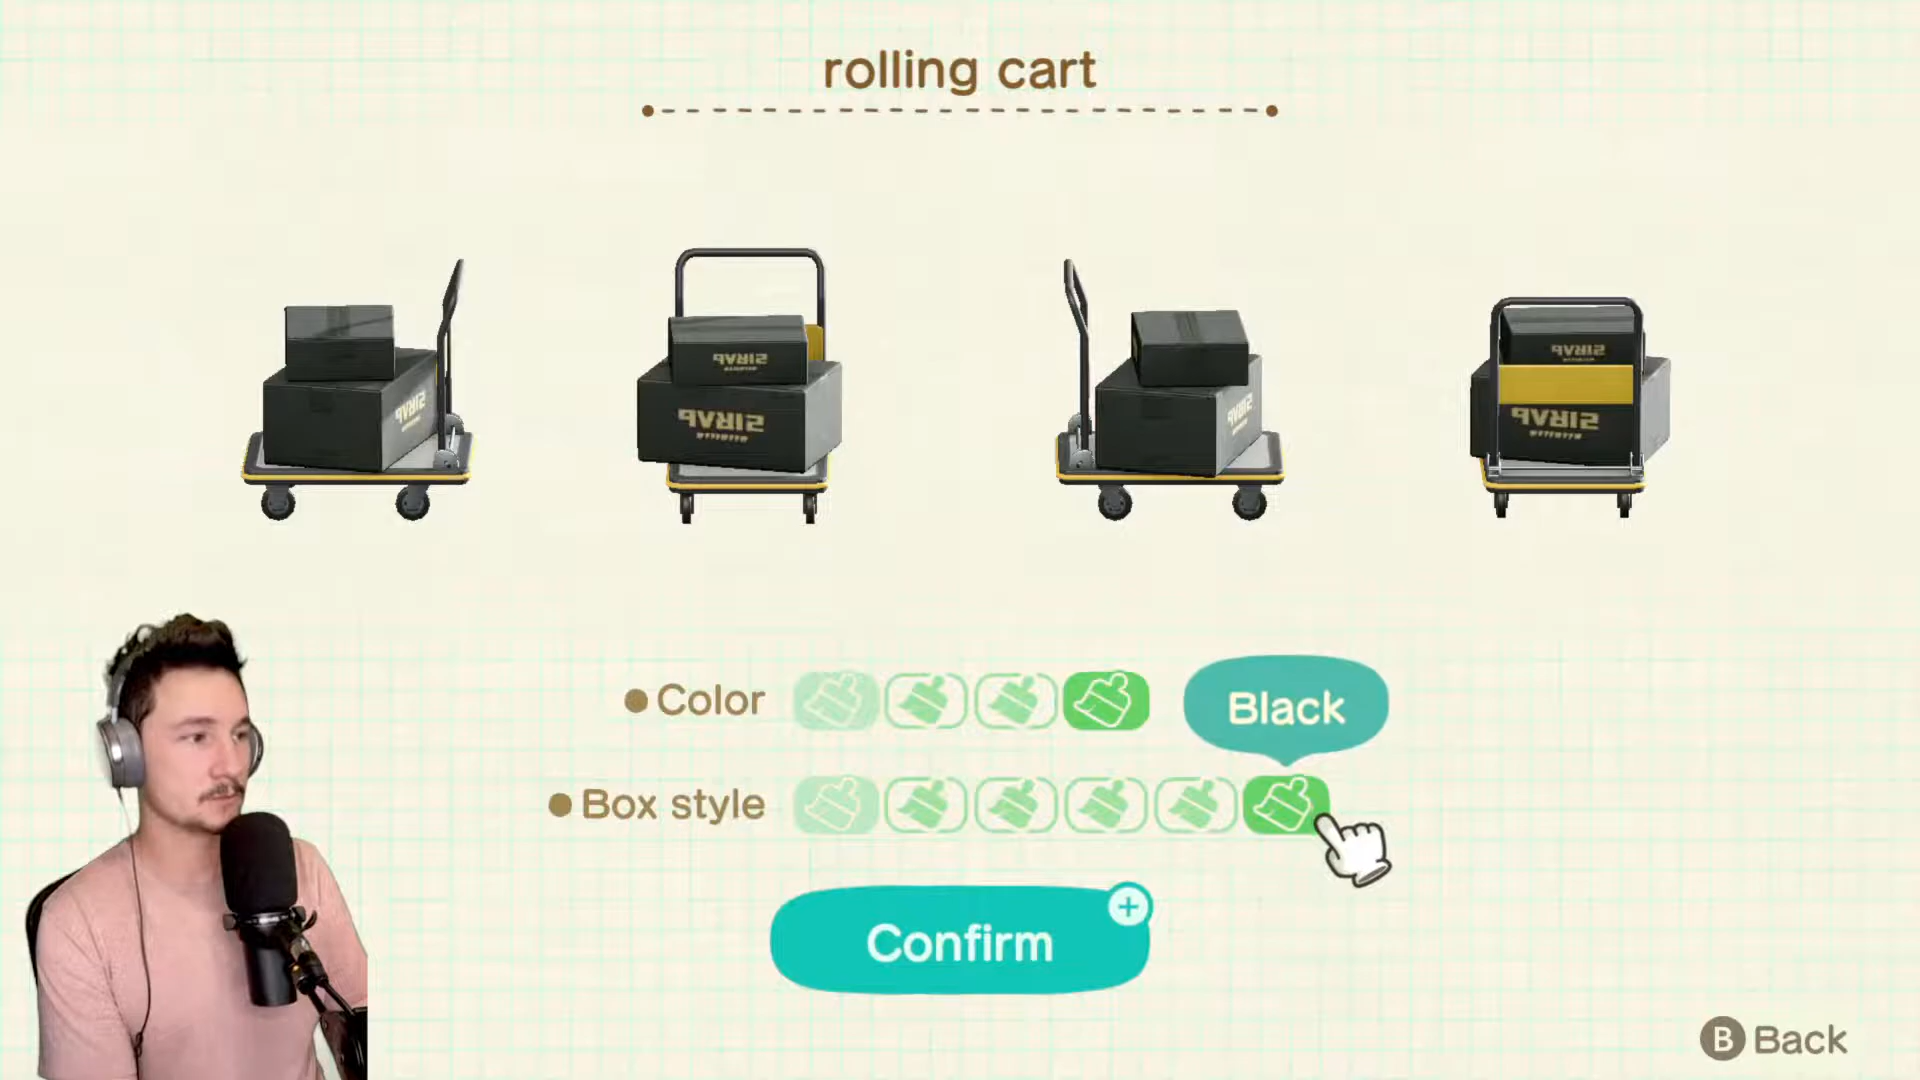 rolling cart
Color
Black
Box style
Confirm
B Back